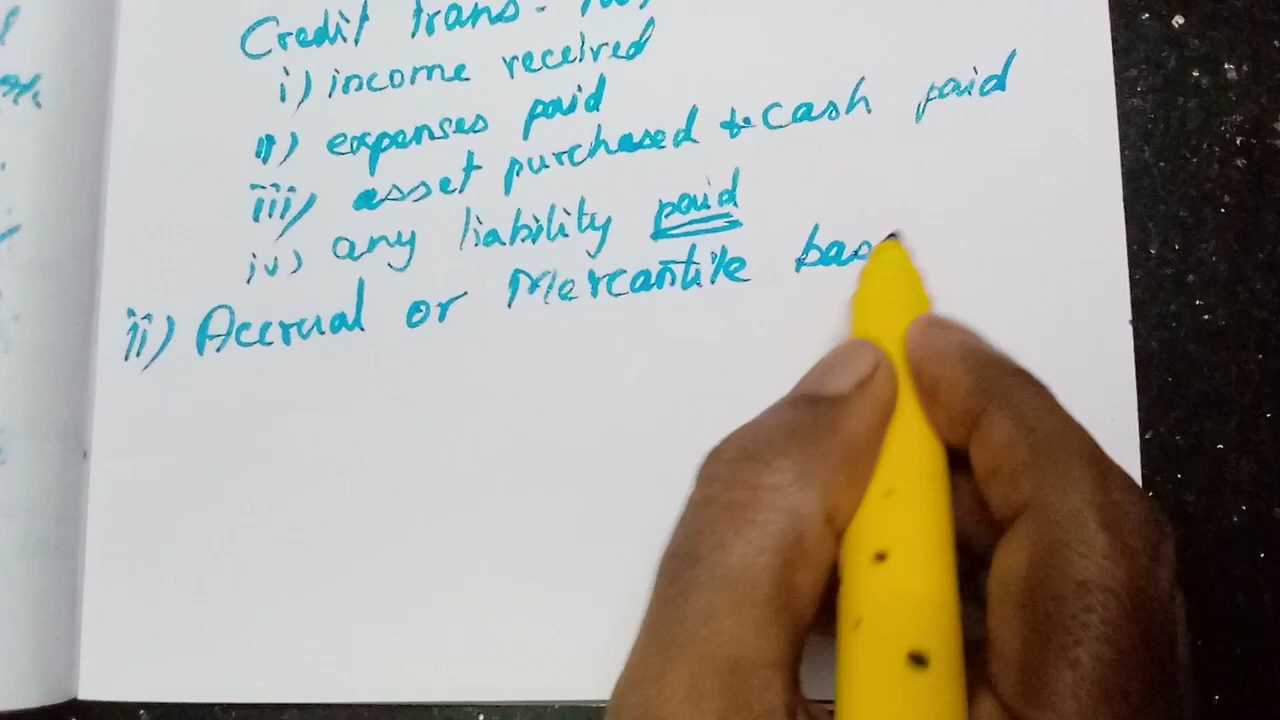 Credit trans.
i) income received
ii) expenses paid
iii) asset purchased & cash paid
iv) any liability paid
ii) Accrual or Mercantile bas